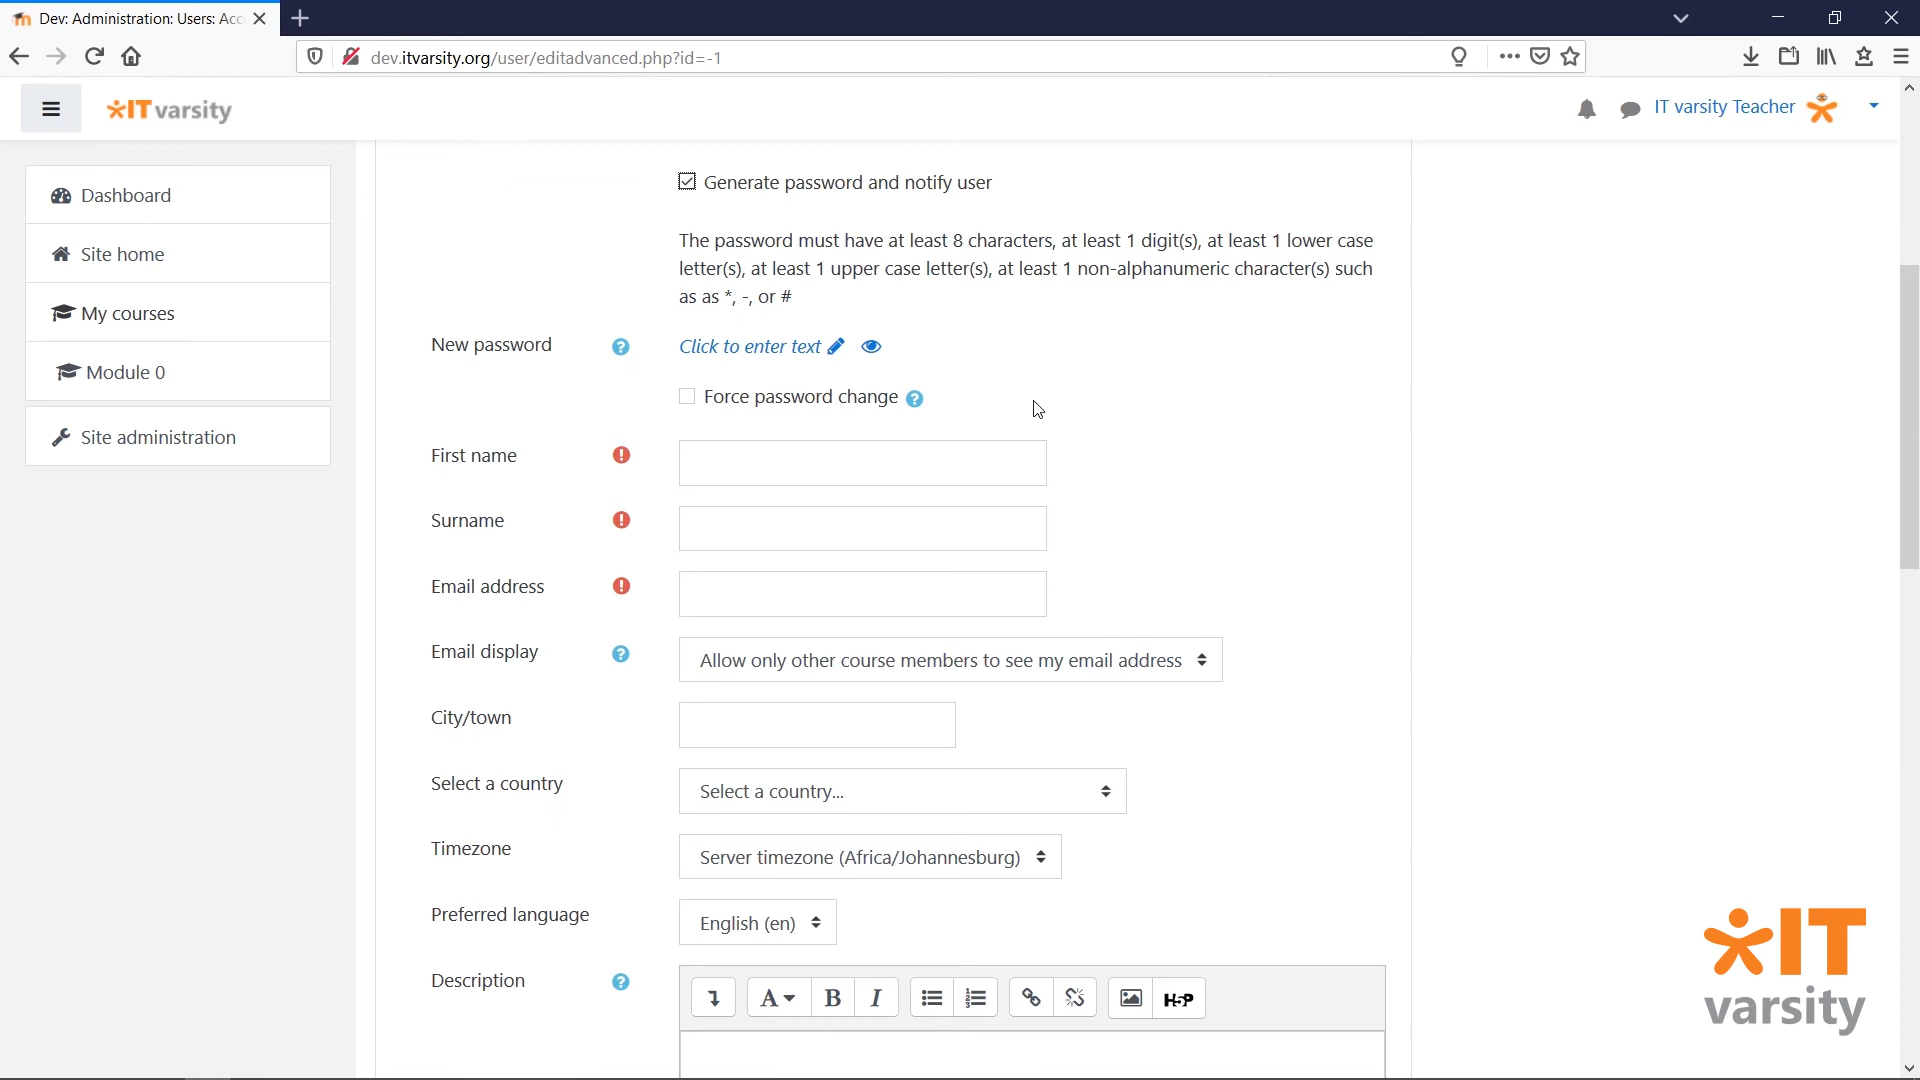 Dev: Administration: Users: Acc
dev.itvarsity.org/user/editadvanced.php?id=-1
IT varsity
IT varsity Teacher
Dashboard
Site home
My courses
Module 0
Site administration
Generate password and notify user
The password must have at least 8 characters, at least 1 digit(s), at least 1 lower case
letter(s), at least 1 upper case letter(s), at least 1 non-alphanumeric character(s) such
as as *, -, or #
New password
Click to enter text
Force password change
First name
Surname
Email address
Email display
Allow only other course members to see my email address
City/town
Select a country
Select a country...
Timezone
Server timezone (Africa/Johannesburg)
Preferred language
English (en)
Description
A B I
H5P
IT
varsity